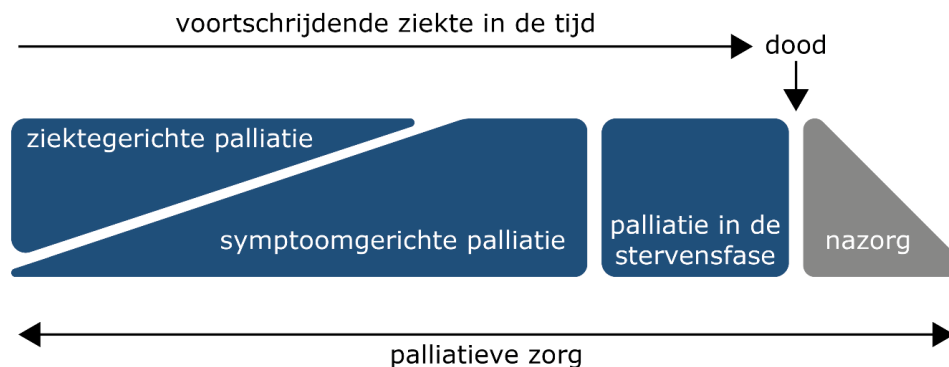 voortschrijdende ziekte in de tijd
dood
ziektegerichte palliatie
symptoomgerichte palliatie
palliatie in de
stervensfase
nazorg
palliatieve zorg